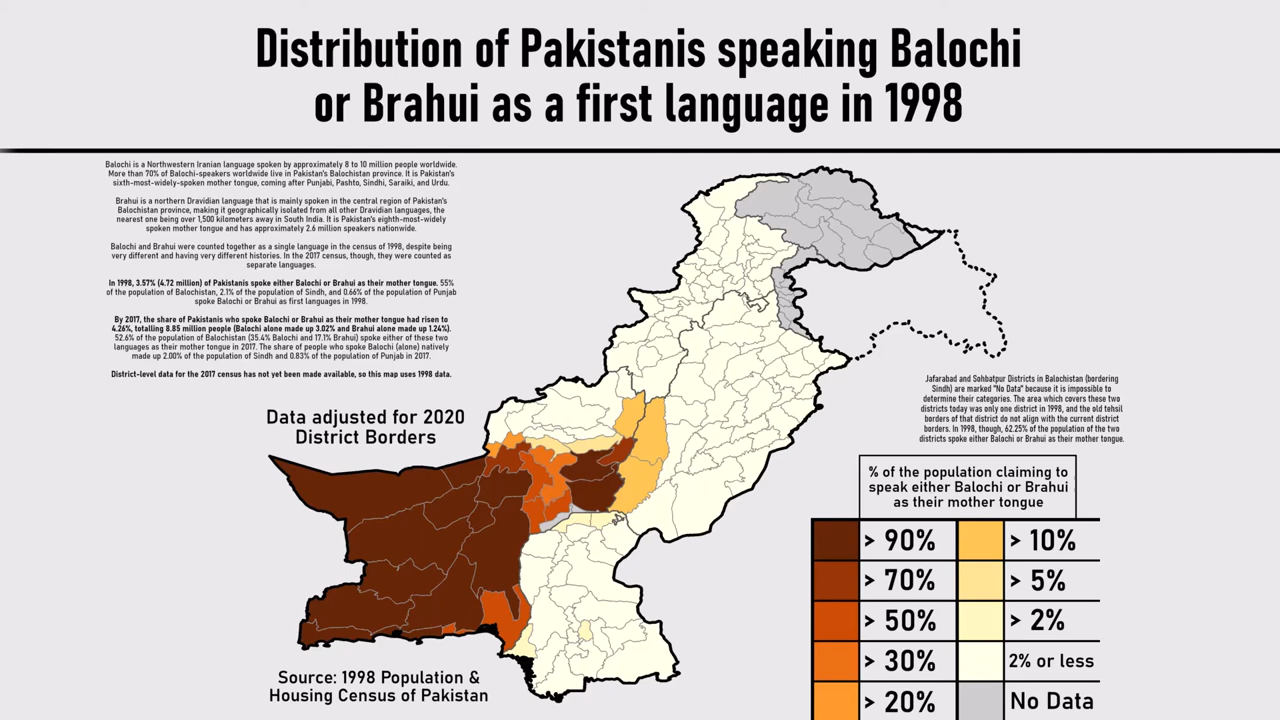 Distribution of Pakistanis speaking Balochi
or Brahui as a first language in 1998
Balochi is a Northwestern Iranian language spoken by approximately 8 to 10 million people worldwide.
More than 70% of Balochi-speakers worldwide live in Pakistan's Balochistan province. It is Pakistan's
sixth-most-widely-spoken mother tongue, coming after Punjabi, Pashto, Sindhi, Saraiki, and Urdu.
Brahui is a northern Dravidian language that is mainly spoken in the central region of Pakistan's
Balochistan province, making it geographically isolated from all other Dravidian languages, the
nearest one being over 1,500 kilometers away in South India. It is Pakistan's eighth-most-widely
spoken mother tongue and has approximately 2.6 million speakers nationwide.
Balochi and Brahui were counted together as a single language in the census of 1998, despite being
very different and having very different histories. In the 2017 census, though, they were counted as
separate languages.
In 1998, 3.57% (4.72 million) of Pakistanis spoke either Balochi or Brahui as their mother tongue. 55%
of the population of Balochistan, 2.1% of the population of Sindh, and 0.66% of the population of Punjab
spoke Balochi or Brahui as first languages in 1998.
By 2017, the share of Pakistanis who spoke Balochi or Brahui as their mother tongue had risen to
4.26%, totalling 8.85 million people (Balochi alone made up 3.02% and Brahui alone made up 1.24%).
52.6% of the population of Balochistan (35.4% Balochi and 17.1% Brahui) spoke either of these two
languages as their mother tongue in 2017. The share of people who spoke Balochi (alone) natively
made up 2.00% of the population of Sindh and 0.83% of the population of Punjab in 2017.
District-level data for the 2017 census has not yet been made available, so this map uses 1998 data.
Data adjusted for 2020
District Borders
Jafarabad and Sohbatpur Districts in Balochistan (bordering
Sindh) are marked "No Data" because it is impossible to
determine their categories. The area which covers these two
districts today was only one district in 1998, and the old tehsil
borders of that district do not align with the current district
borders. In 1998, though, 62.25% of the population of the two
districts spoke either Balochi or Brahui as their mother tongue.
% of the population claiming to
speak either Balochi or Brahui
as their mother tongue
> 90%
> 10%
> 70%
> 5%
> 50%
> 2%
> 30%
2% or less
> 20%
No Data
Source: 1998 Population &
Housing Census of Pakistan